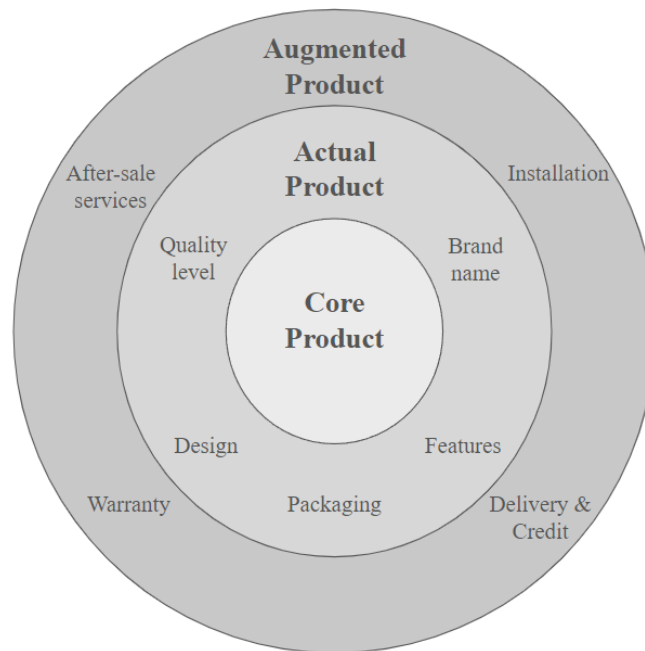 Augmented
Product
Actual
Product
After-sale
services
Installation
Quality
level
Brand
name
Core
Product
Design
Features
Warranty
Packaging
Delivery &
Credit